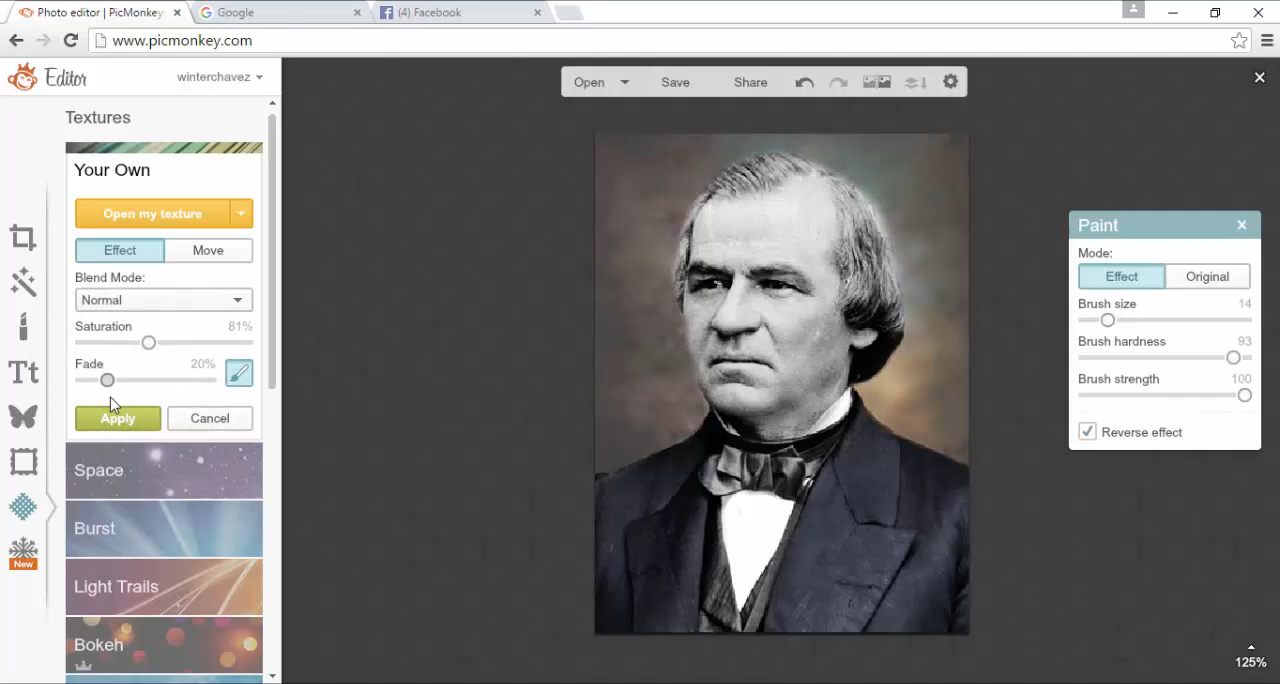 Photo editor | PicMonkey
Google
(4) Facebook
www.picmonkey.com
Editor
winterchavez
Open
Save
Share
Textures
Your Own
Open my texture
Effect
Move
Blend Mode:
Normal
Saturation 81%
Fade 20%
Apply
Cancel
Space
Burst
Light Trails
Bokeh
Tt
New
Paint
Mode:
Effect
Original
Brush size 14
Brush hardness 93
Brush strength 100
Reverse effect
125%